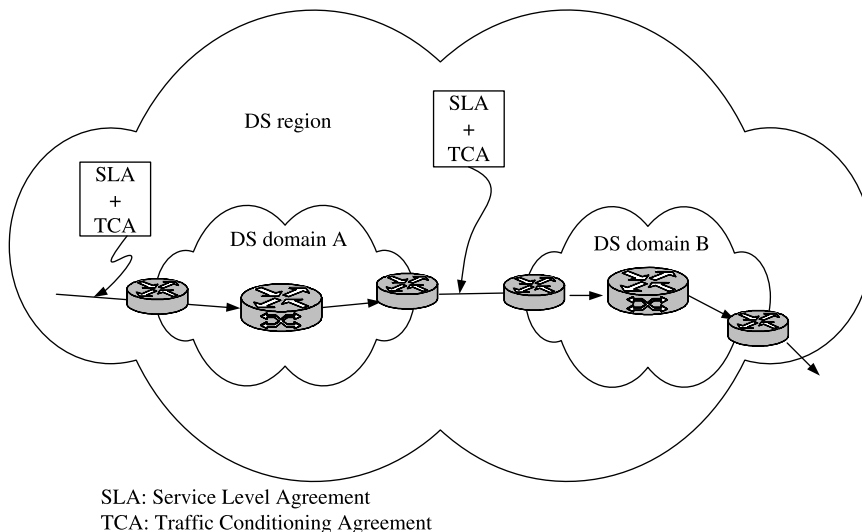 DS region
SLA
+
TCA
SLA
+
TCA
DS domain A
DS domain B
SLA: Service Level Agreement
TCA: Traffic Conditioning Agreement